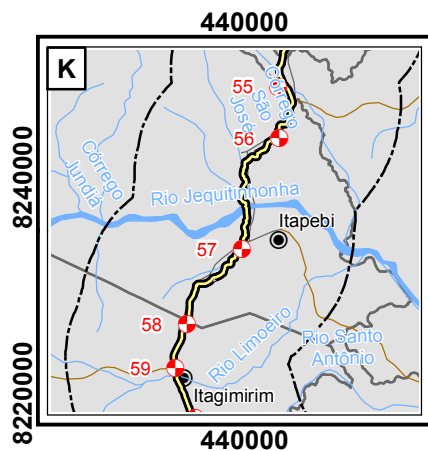 440000
K
55
Córrego
São
José
56
Córrego
Jundiá
8240000
Rio Jequitinhonha
Itapebi
57
58
Rio Limoeiro
Rio Santo
Antônio
59
Itagimirim
8220000
440000